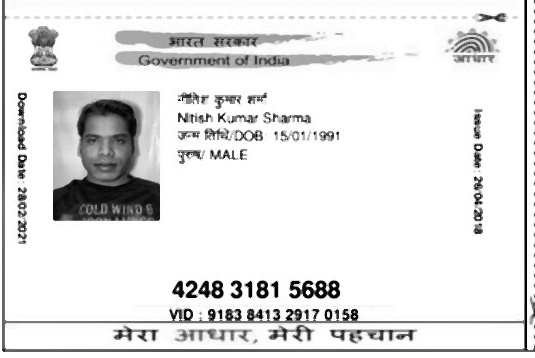 भारत सरकार
Government of India
आधार
Download Date: 28/02/2021
नीतिश कुमार शर्मा
Nitish Kumar Sharma
जन्म तिथि/DOB: 15/01/1991
पुरुष/ MALE
COLD WIND &
Issue Date: 26/04/2018
4248 3181 5688
VID : 9183 8413 2917 0158
मेरा आधार, मेरी पहचान